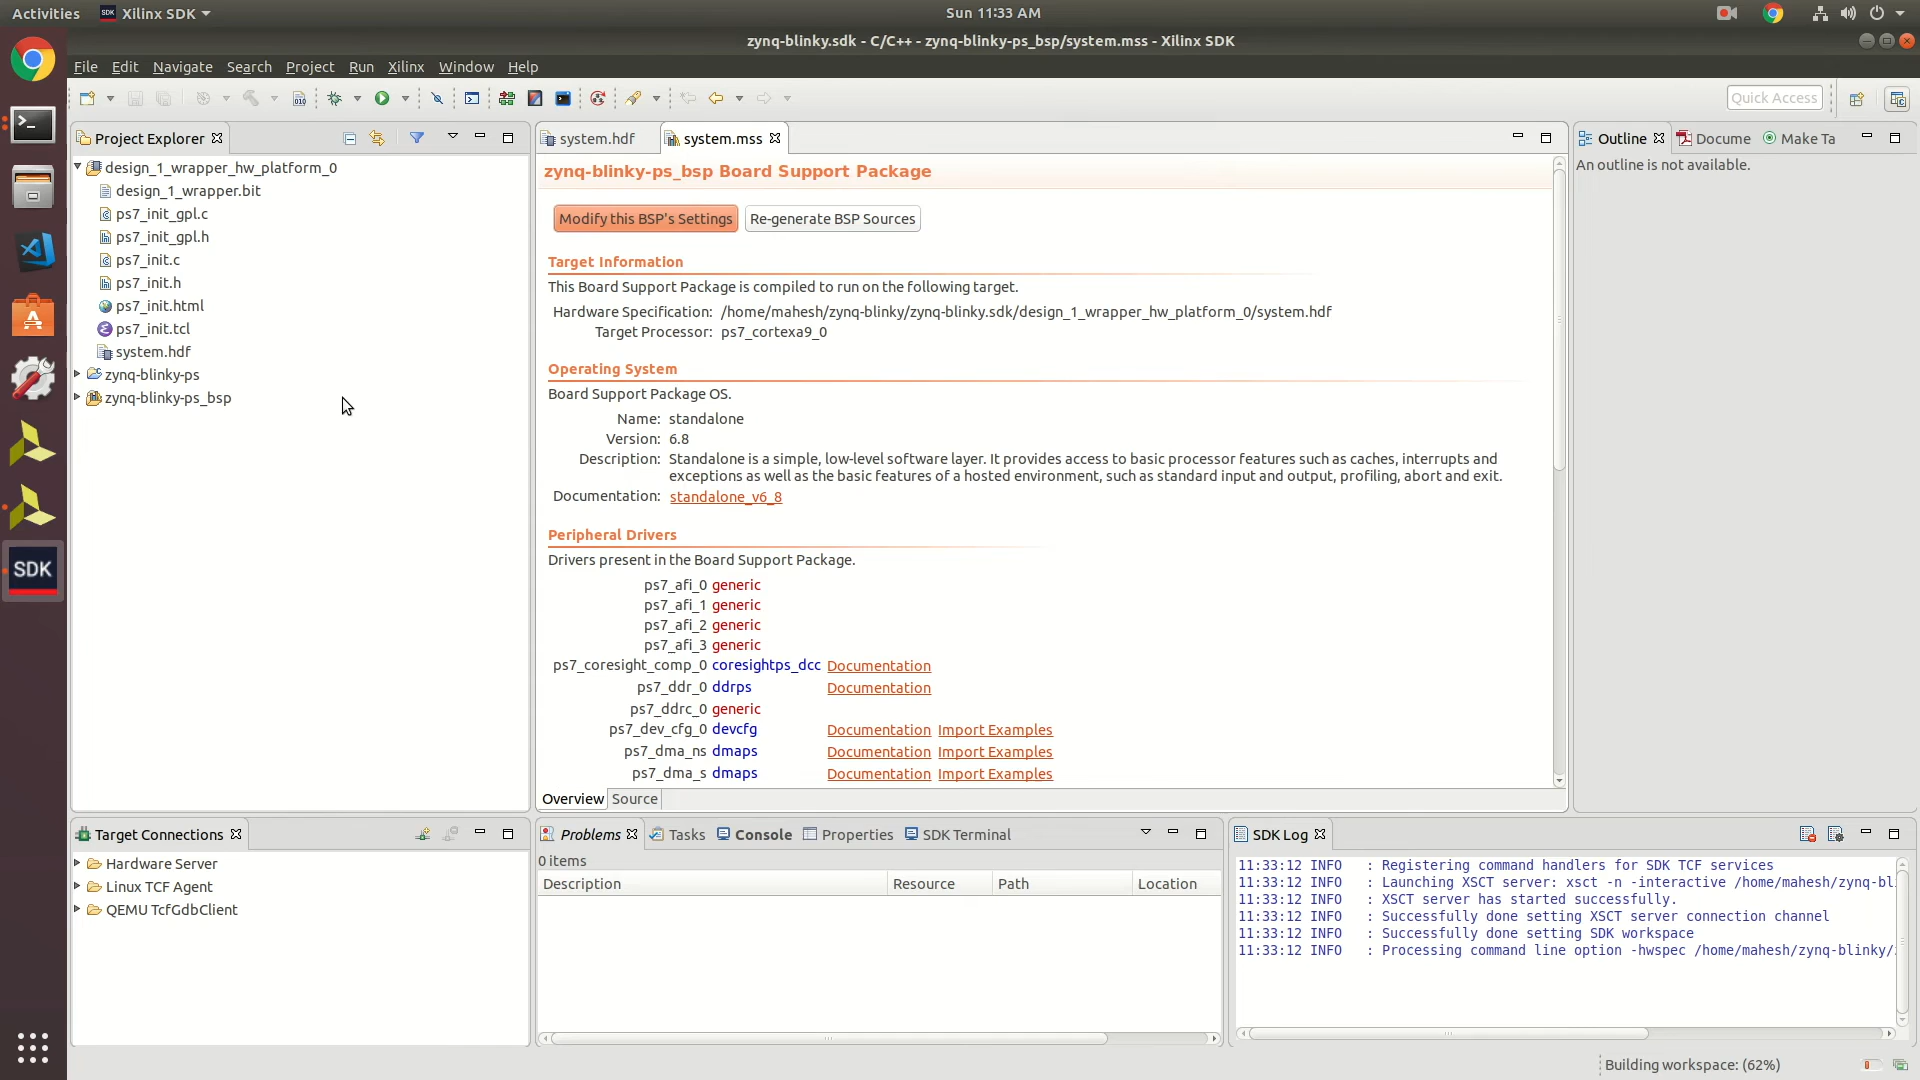 Activities
SDK
Xilinx SDK
Sun 11:33 AM
zynq-blinky.sdk - C/C++ - zynq-blinky-ps_bsp/system.mss - Xilinx SDK
File Edit Navigate Search Project Run Xilinx Window Help
010
Quick Access
Project Explorer
system.hdf
system.mss
Outline
Docume
Make Ta
design_1_wrapper_hw_platform_0
design_1_wrapper.bit
ps7_init_gpl.c
ps7_init_gpl.h
ps7_init.c
ps7_init.h
ps7_init.html
ps7_init.tcl
system.hdf
zynq-blinky-ps
zynq-blinky-ps_bsp
SDK
zynq-blinky-ps_bsp Board Support Package
Modify this BSP's Settings
Re-generate BSP Sources
Target Information
This Board Support Package is compiled to run on the following target.
Hardware Specification: /home/mahesh/zynq-blinky/zynq-blinky.sdk/design_1_wrapper_hw_platform_0/system.hdf
Target Processor: ps7_cortexa9_0
Operating System
Board Support Package OS.
Name: standalone
Version: 6.8
Description: Standalone is a simple, low-level software layer. It provides access to basic processor features such as caches, interrupts and
exceptions as well as the basic features of a hosted environment, such as standard input and output, profiling, abort and exit.
Documentation: standalone_v6_8
Peripheral Drivers
Drivers present in the Board Support Package.
ps7_afi_0 generic
ps7_afi_1 generic
ps7_afi_2 generic
ps7_afi_3 generic
ps7_coresight_comp_0 coresightps_dcc Documentation
ps7_ddr_0 ddrps Documentation
ps7_ddrc_0 generic
ps7_dev_cfg_0 devcfg Documentation Import Examples
ps7_dma_ns dmaps Documentation Import Examples
ps7_dma_s dmaps Documentation Import Examples
Overview Source
An outline is not available.
Target Connections
Hardware Server
Linux TCF Agent
QEMU TcfGdbClient
Problems Tasks Console Properties SDK Terminal
0 items
Description Resource Path Location
SDK Log
11:33:12 INFO : Registering command handlers for SDK TCF services
11:33:12 INFO : Launching XSCT server: xsct -n -interactive /home/mahesh/zynq-bl
11:33:12 INFO : XSCT server has started successfully.
11:33:12 INFO : Successfully done setting XSCT server connection channel
11:33:12 INFO : Successfully done setting SDK workspace
11:33:12 INFO : Processing command line option -hwspec /home/mahesh/zynq-blinky/
Building workspace: (62%)